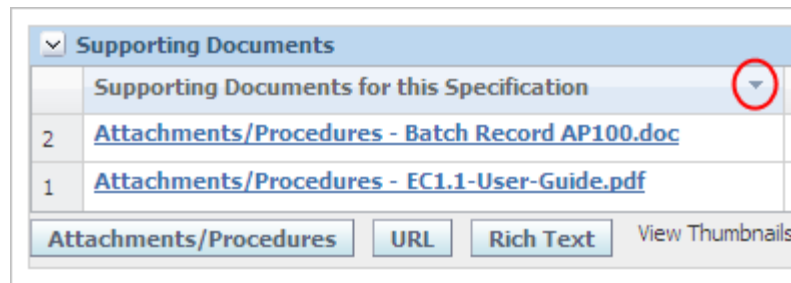 Supporting Documents
Supporting Documents for this Specification
2 Attachments/Procedures - Batch Record AP100.doc
1 Attachments/Procedures - EC1.1-User-Guide.pdf
Attachments/Procedures URL Rich Text View Thumbnails